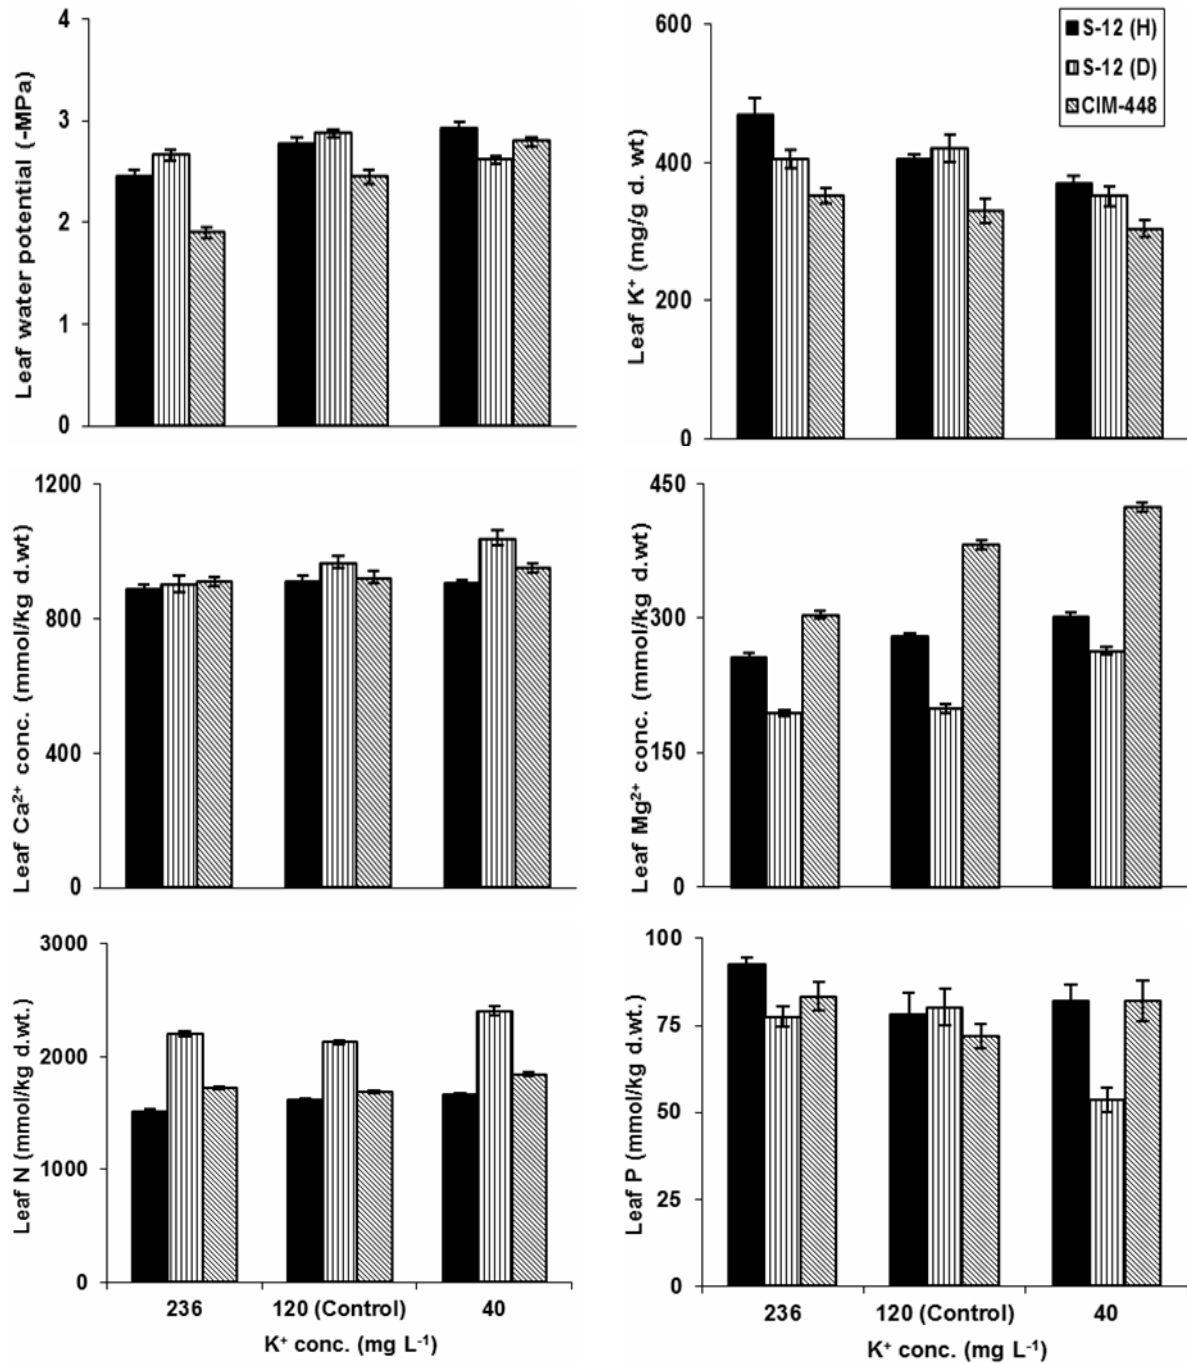 Leaf water potential (-MPa)
4
3
2
1
0
Leaf K⁺ (mg/g d. wt)
600
400
200
0
S-12 (H)
S-12 (D)
CIM-448
Leaf Ca²⁺ conc. (mmol/kg d.wt)
1200
800
400
0
Leaf Mg²⁺ conc. (mmol/kg d.wt)
450
300
150
0
Leaf N (mmol/kg d.wt.)
3000
2000
1000
0
236 120 (Control) 40
K⁺ conc. (mg L⁻¹)
Leaf P (mmol/kg d.wt.)
100
75
50
25
0
236 120 (Control) 40
K⁺ conc. (mg L⁻¹)